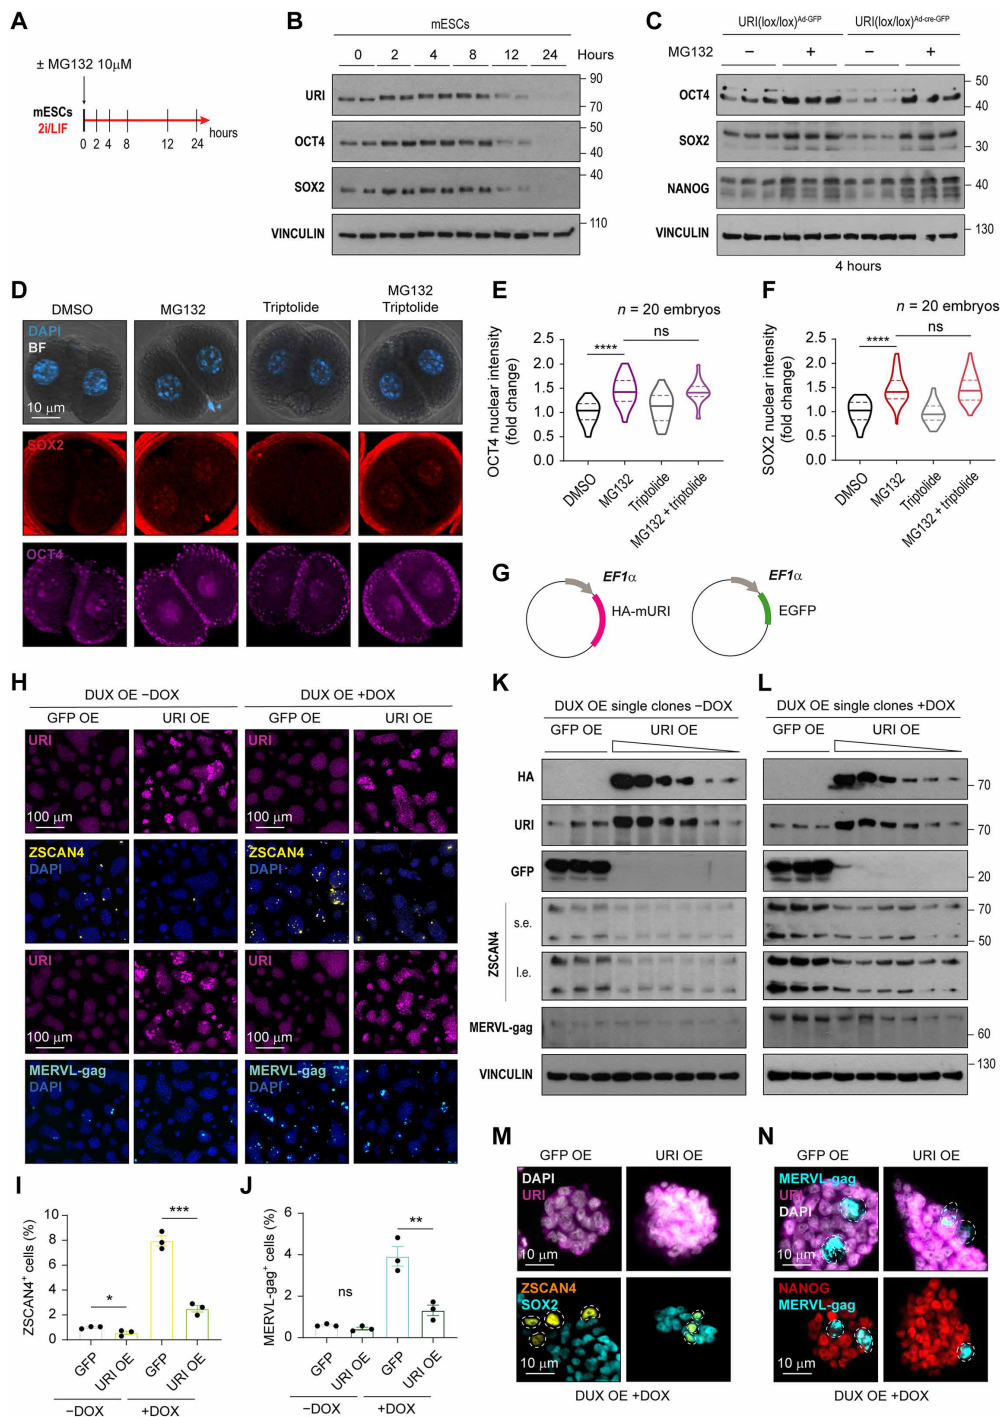 A
± MG132 10µM
mESCs
2i/LIF
0 2 4 8 12 24
hours
B
mESCs
0 2 4 8 12 24 Hours
URI
90
70
OCT4
50
40
SOX2
40
VINCULIN
110
C
URI(lox/lox)Ad-GFP URI(lox/lox)Ad-cre-GFP
MG132 − + − +
OCT4
50
40
SOX2
30
NANOG
40
VINCULIN
130
4 hours
D
DMSO MG132 Triptolide MG132 Triptolide
DAPI
BF
10 µm
SOX2
OCT4
E
n = 20 embryos
**** ns
OCT4 nuclear intensity
(fold change)
2.5
2.0
1.5
1.0
0.5
0.0
DMSO
MG132
Triptolide
MG132 + triptolide
F
n = 20 embryos
**** ns
SOX2 nuclear intensity
(fold change)
2.5
2.0
1.5
1.0
0.5
0.0
DMSO
MG132
Triptolide
MG132 + triptolide
G
EF1α
HA-mURI
EF1α
EGFP
H
DUX OE −DOX DUX OE +DOX
GFP OE URI OE GFP OE URI OE
URI URI
100 µm 100 µm
ZSCAN4 ZSCAN4
DAPI DAPI
URI URI
100 µm 100 µm
MERVL-gag MERVL-gag
DAPI DAPI
I
ZSCAN4+ cells (%)
10
8
6
4
2
0
* ***
GFP
URI OE
GFP
URI OE
−DOX +DOX
J
MERVL-gag+ cells (%)
6
4
2
0
ns **
GFP
URI OE
GFP
URI OE
−DOX +DOX
K
DUX OE single clones −DOX
GFP OE URI OE
HA
URI
GFP
ZSCAN4
s.e.
l.e.
MERVL-gag
VINCULIN
L
DUX OE single clones +DOX
GFP OE URI OE
70
70
20
70
50
60
130
M
GFP OE URI OE
DAPI
URI
10 µm
ZSCAN4
SOX2
10 µm
DUX OE +DOX
N
GFP OE URI OE
MERVL-gag
URI
DAPI
10 µm
NANOG
MERVL-gag
10 µm
DUX OE +DOX